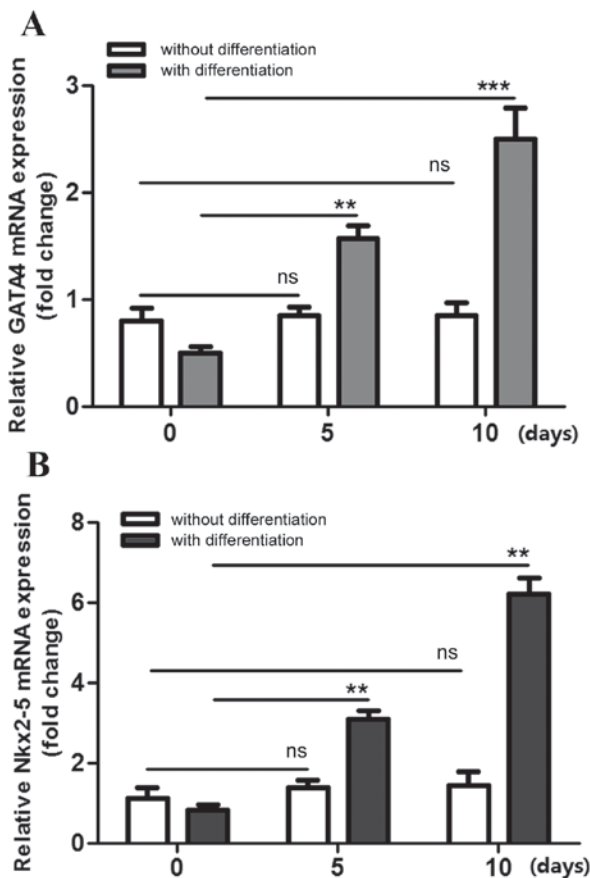 A
without differentiation
with differentiation
Relative GATA4 mRNA expression
(fold change)
3
2
1
0
***
ns
**
ns
0
5
10
(days)
B
without differentiation
with differentiation
Relative Nkx2-5 mRNA expression
(fold change)
8
6
4
2
0
**
ns
**
ns
0
5
10
(days)